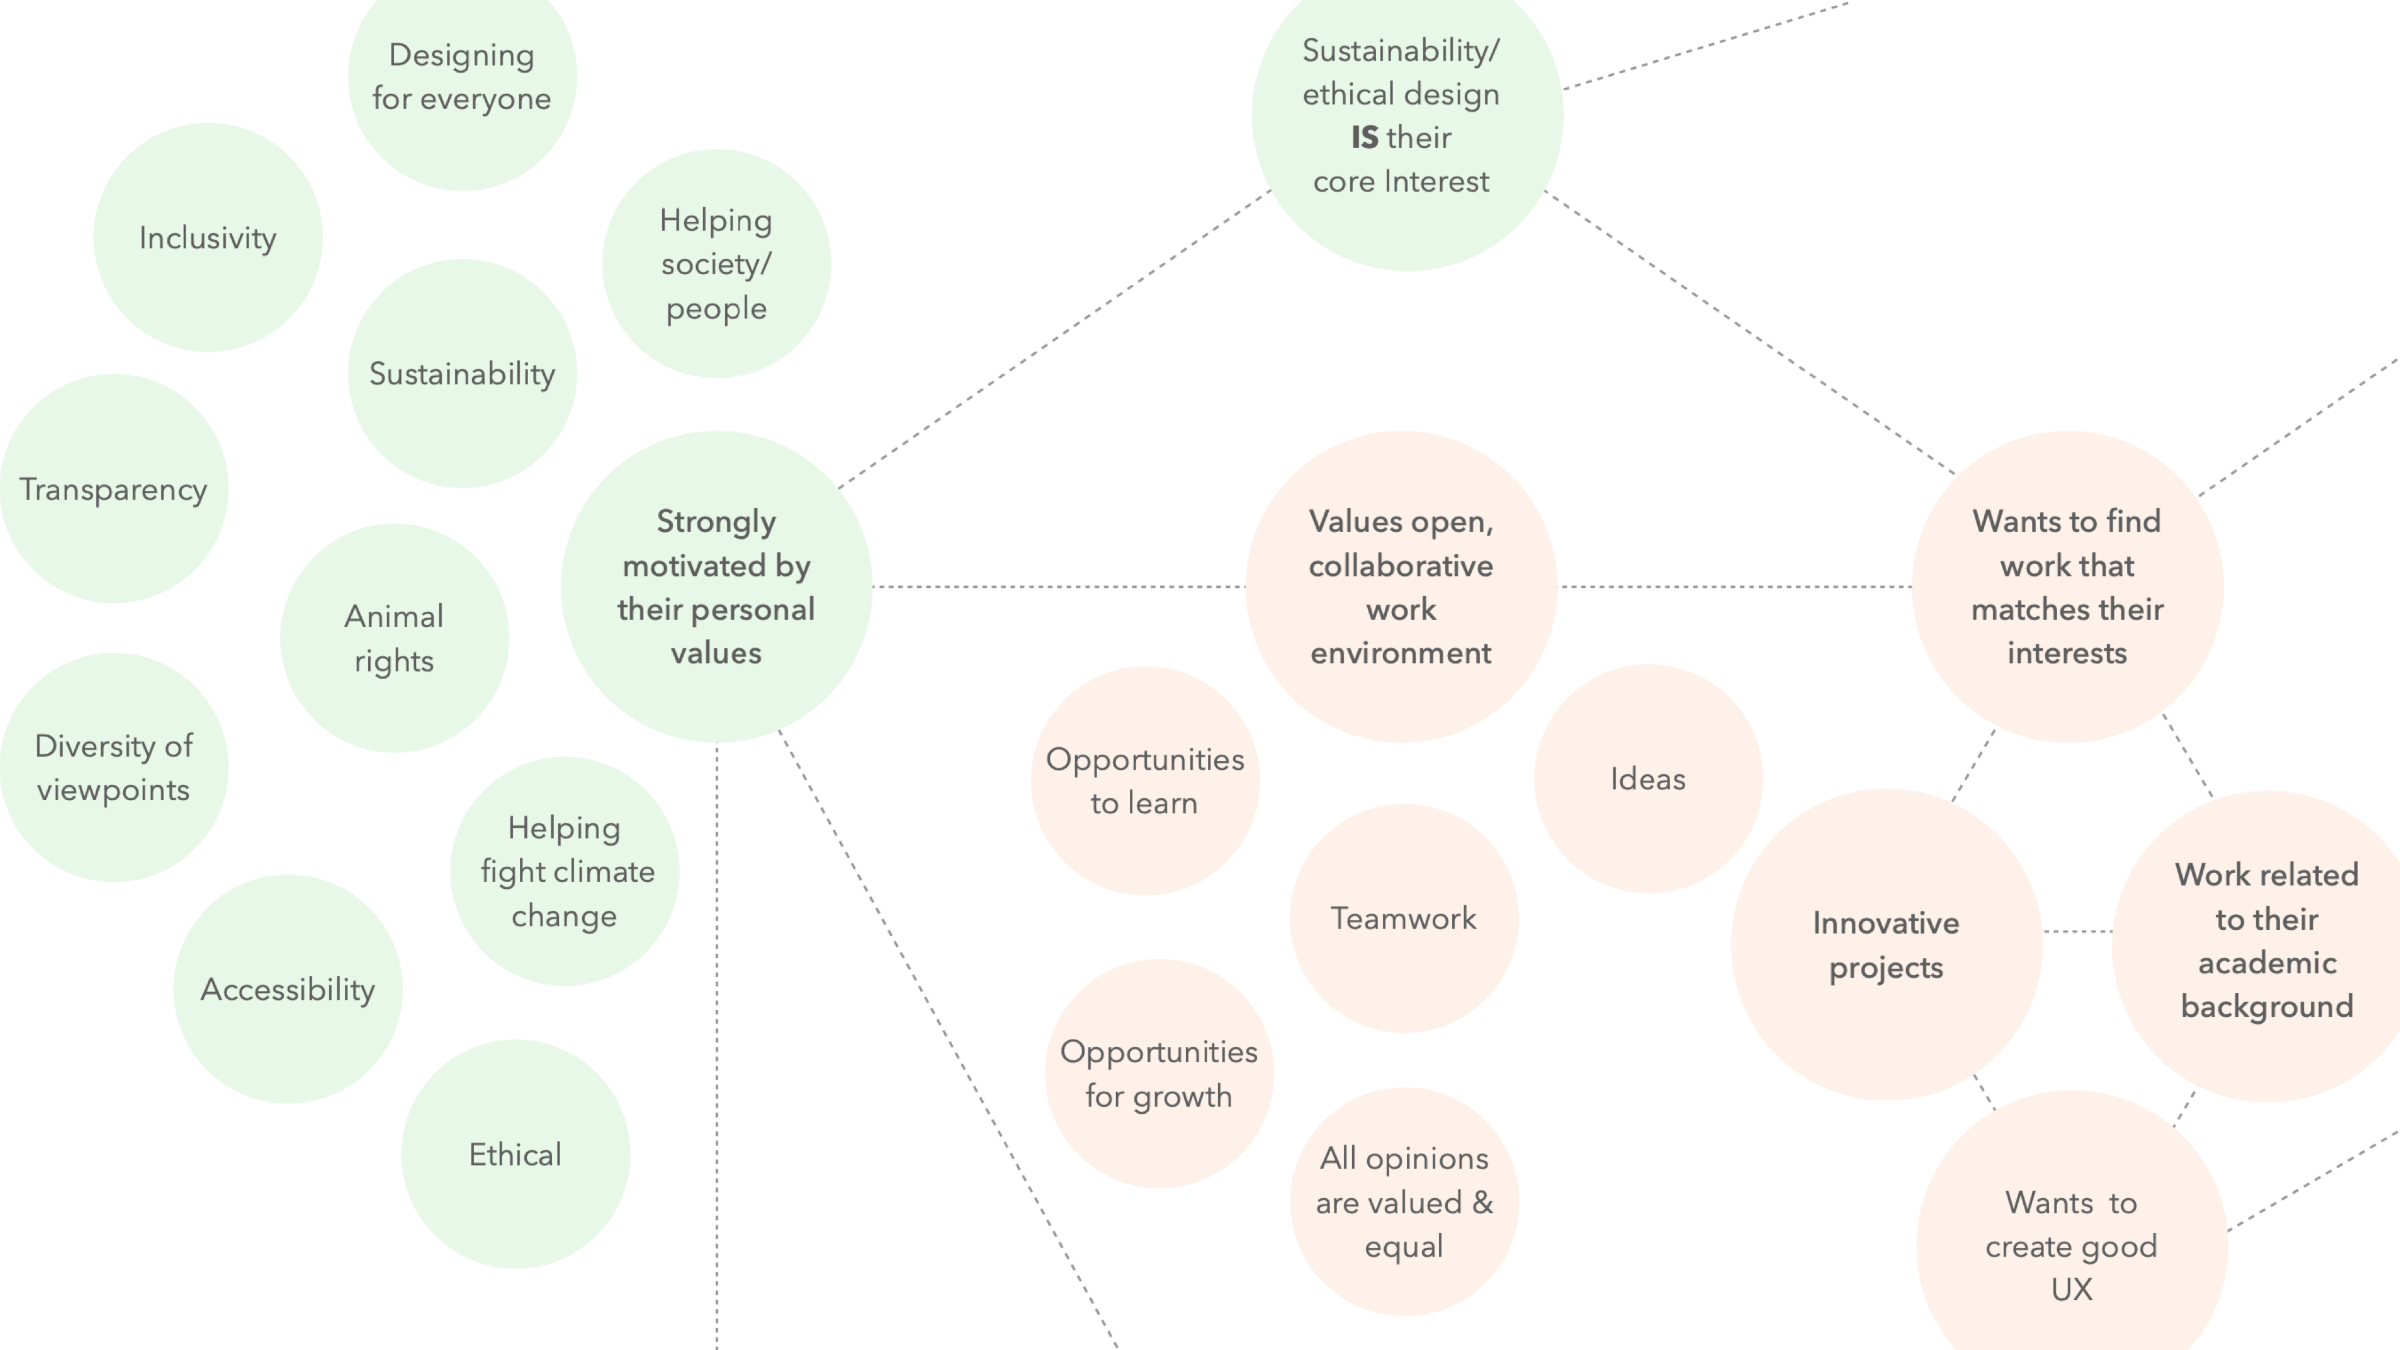 Designing
for everyone
Inclusivity
Helping
society/
people
Sustainability
Transparency
Animal
rights
Diversity of
viewpoints
Helping
fight climate
change
Accessibility
Ethical
Strongly
motivated by
their personal
values
Sustainability/
ethical design
IS their
core Interest
Values open,
collaborative
work
environment
Opportunities
to learn
Ideas
Teamwork
Opportunities
for growth
All opinions
are valued &
equal
Wants to find
work that
matches their
interests
Innovative
projects
Work related
to their
academic
background
Wants to
create good
UX